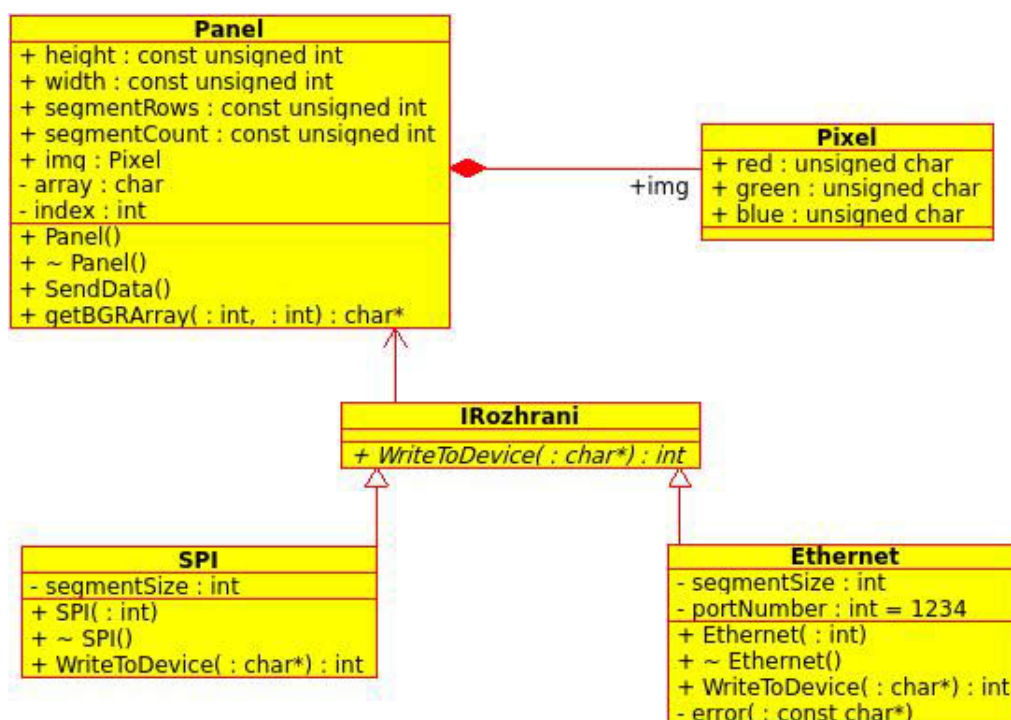 Panel
+ height : const unsigned int
+ width : const unsigned int
+ segmentRows : const unsigned int
+ segmentCount : const unsigned int
+ img : Pixel
- array : char
- index : int
+ Panel()
+ ~ Panel()
+ SendData()
+ getBGRArray( : int,  : int) : char*
Pixel
+ red : unsigned char
+ green : unsigned char
+ blue : unsigned char
+img
IRozhrani
+ WriteToDevice( : char*) : int
SPI
- segmentSize : int
+ SPI( : int)
+ ~ SPI()
+ WriteToDevice( : char*) : int
Ethernet
- segmentSize : int
- portNumber : int = 1234
+ Ethernet( : int)
+ ~ Ethernet()
+ WriteToDevice( : char*) : int
- error( : const char*)